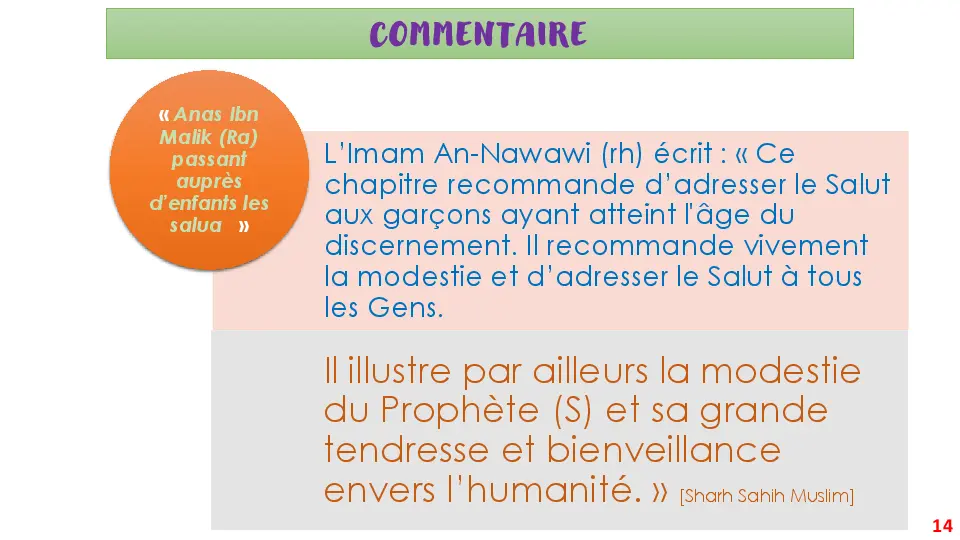 COMMENTAIRE
« Anas Ibn
Malik (Ra)
passant
auprès
d’enfants les
salua »
L’Imam An-Nawawi (rh) écrit : « Ce
chapitre recommande d’adresser le Salut
aux garçons ayant atteint l'âge du
discernement. Il recommande vivement
la modestie et d’adresser le Salut à tous
les Gens.
Il illustre par ailleurs la modestie
du Prophète (S) et sa grande
tendresse et bienveillance
envers l’humanité. » [Sharh Sahih Muslim]
14